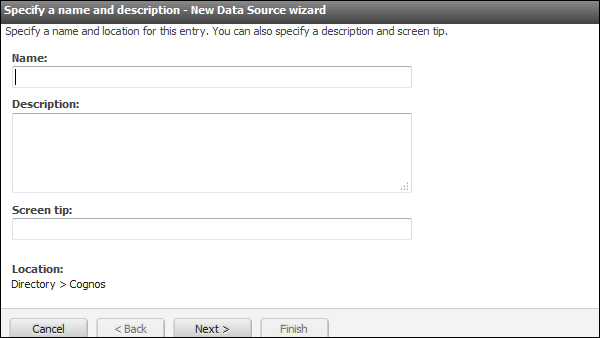 Specify a name and description - New Data Source wizard
Specify a name and location for this entry. You can also specify a description and screen tip.
Name:
Description:
Screen tip:
Location:
Directory > Cognos
Cancel < Back Next > Finish